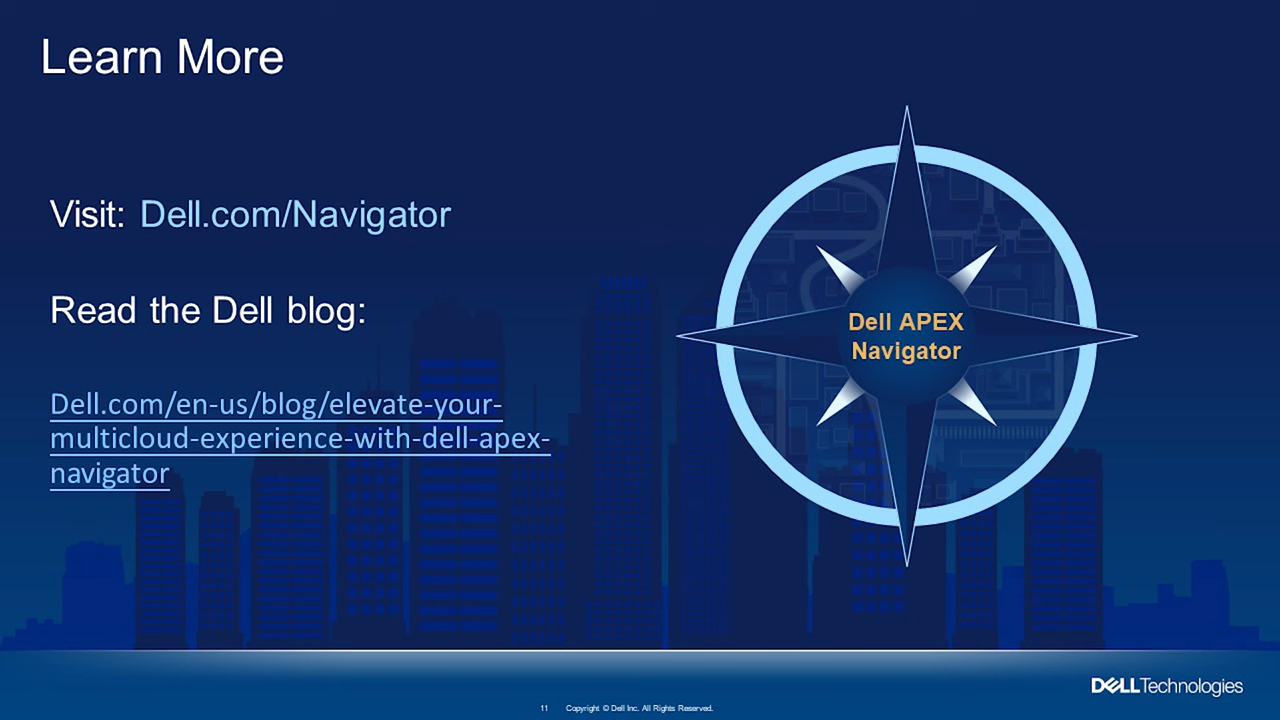 Learn More
Visit: Dell.com/Navigator
Read the Dell blog:
Dell.com/en-us/blog/elevate-your-
multicloud-experience-with-dell-apex-
navigator
Dell APEX
Navigator
DELLTechnologies
11 Copyright © Dell Inc. All Rights Reserved.